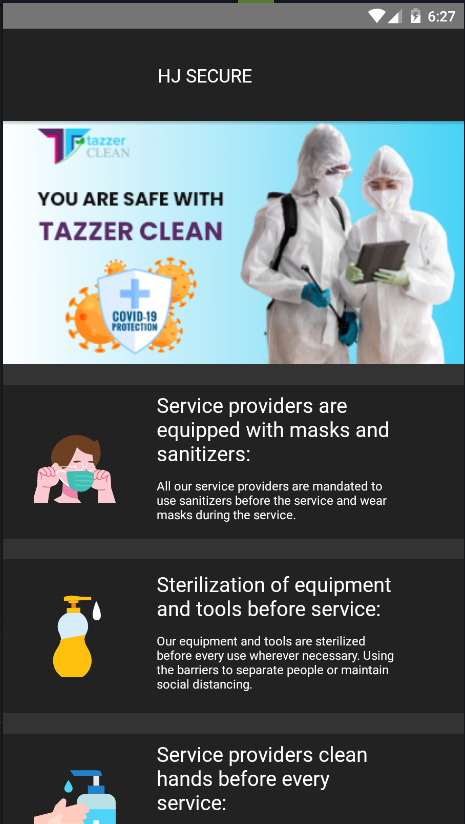 6:27
HJ SECURE
tazzer
CLEAN
YOU ARE SAFE WITH
TAZZER CLEAN
COVID-19
PROTECTION
Service providers are
equipped with masks and
sanitizers:
All our service providers are mandated to
use sanitizers before the service and wear
masks during the service.
Sterilization of equipment
and tools before service:
Our equipment and tools are sterilized
before every use wherever necessary. Using
the barriers to separate people or maintain
social distancing.
Service providers clean
hands before every
service: